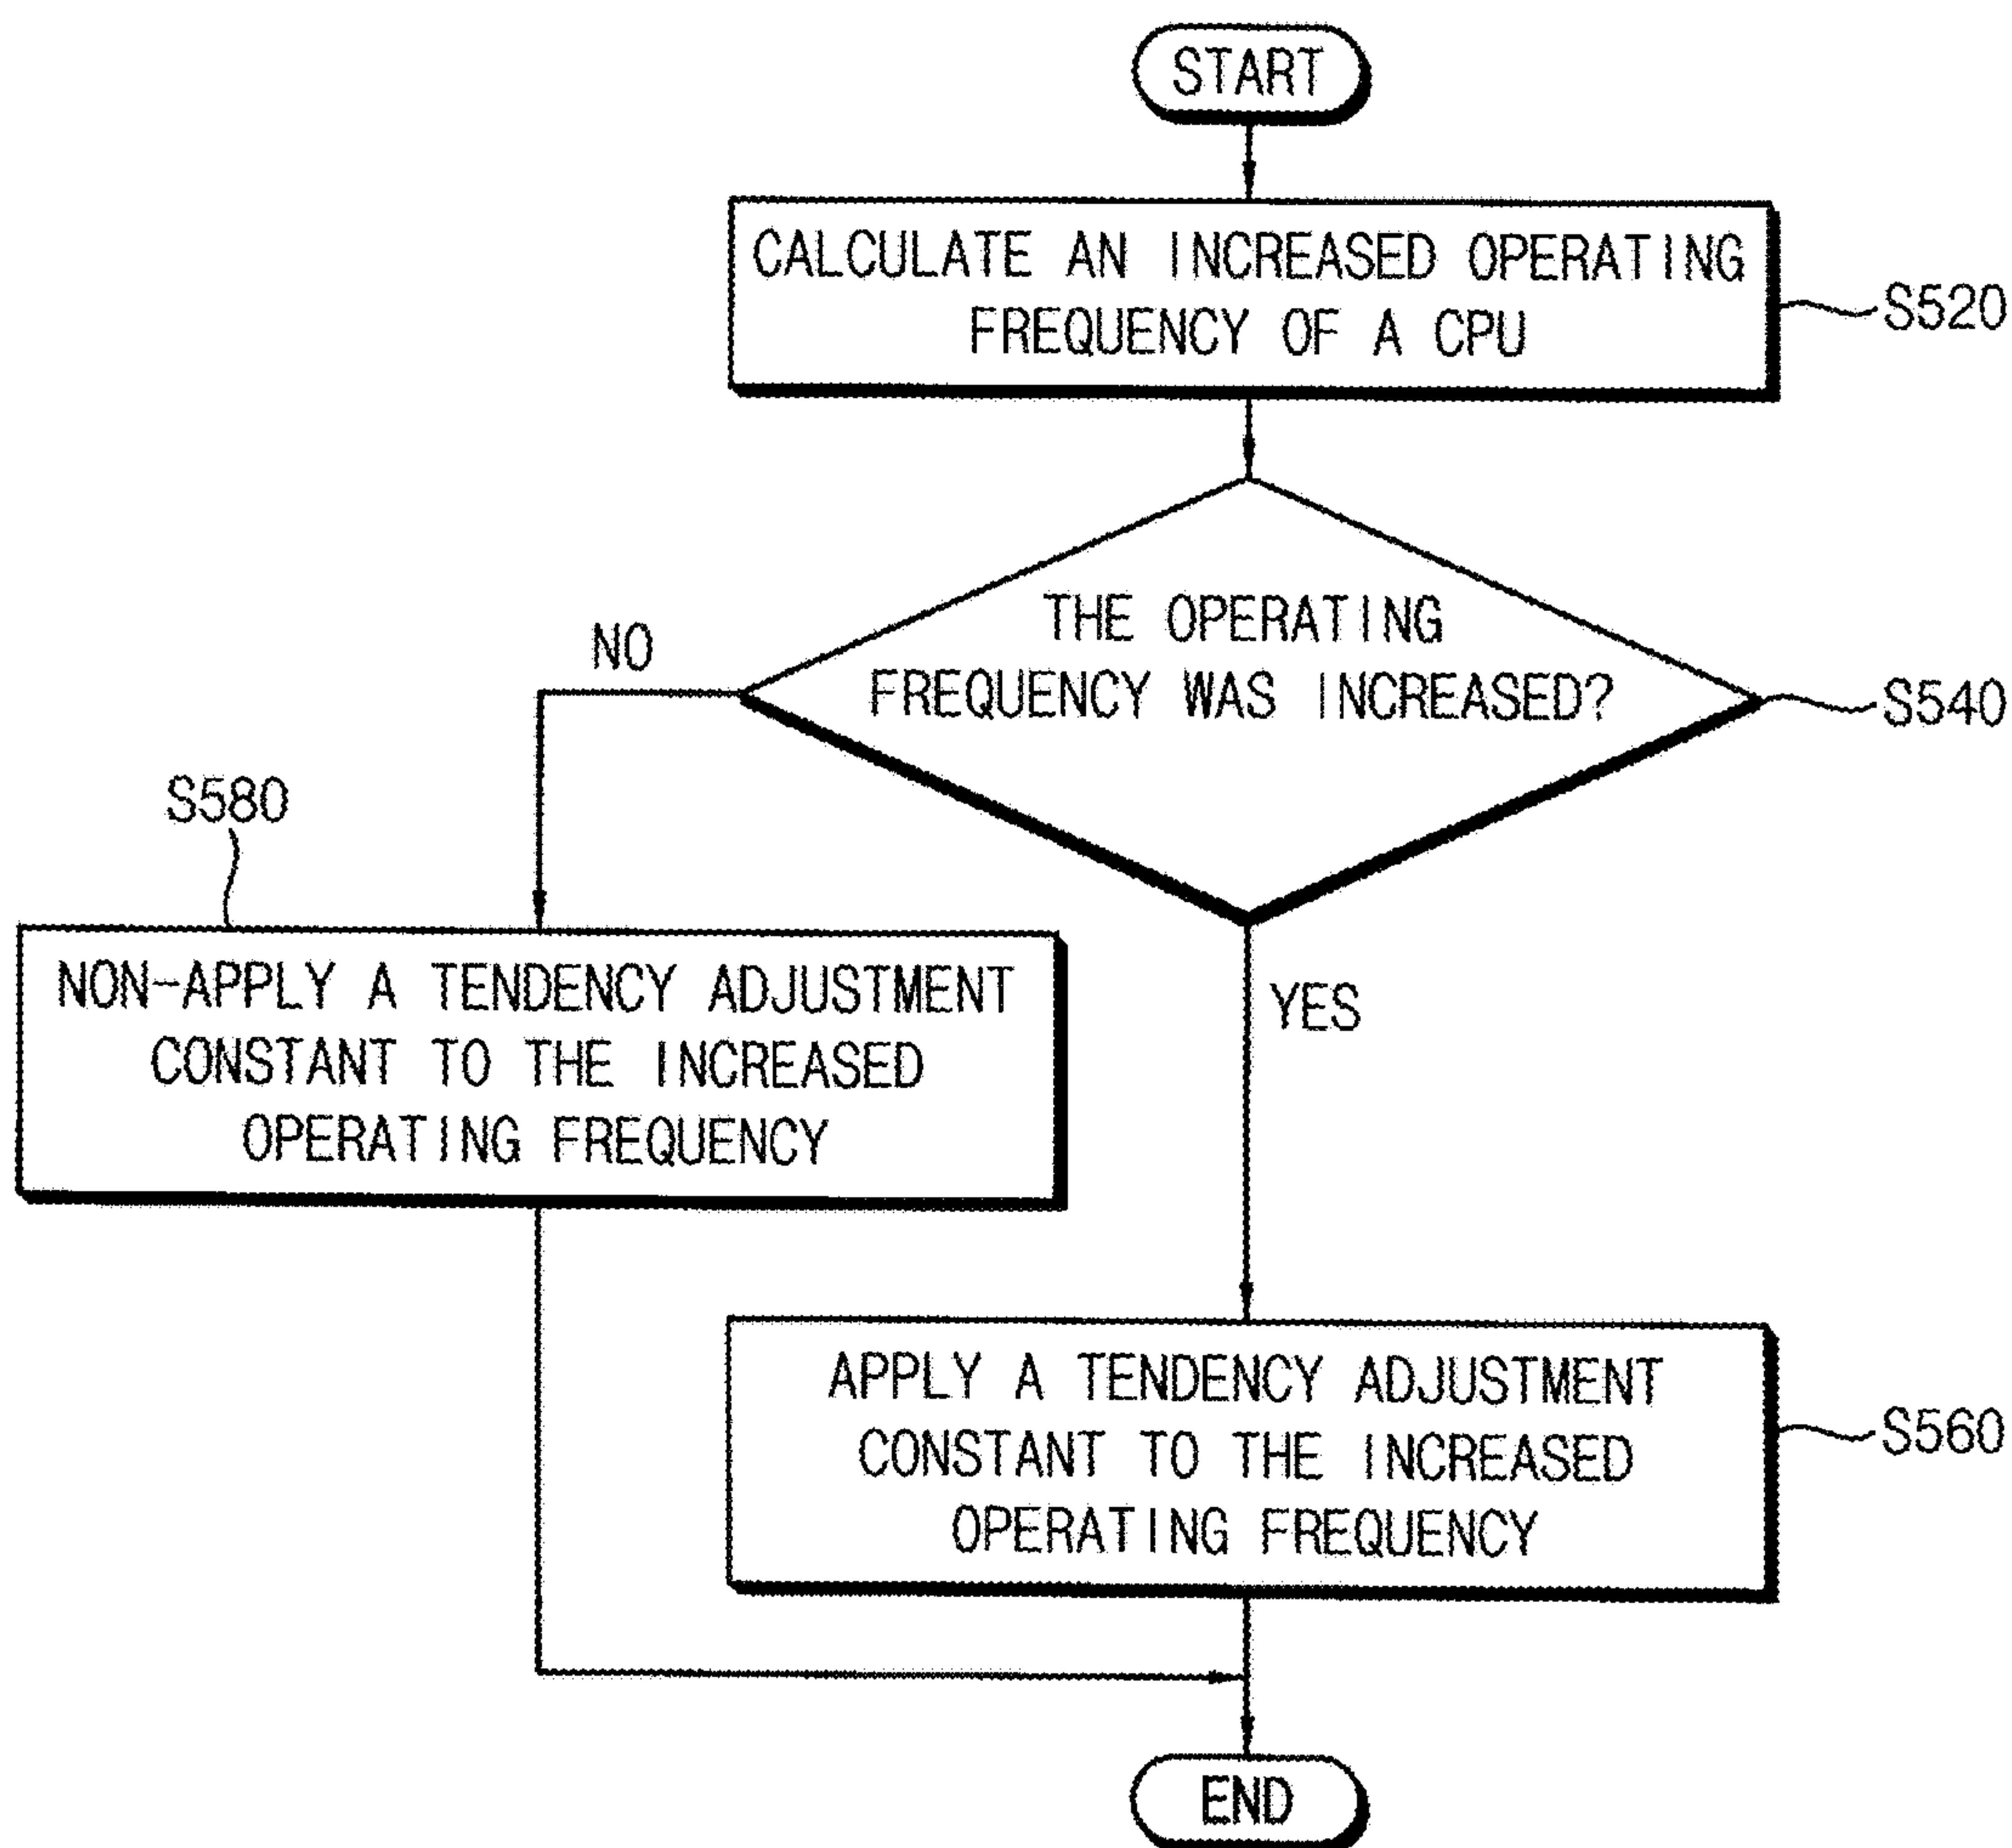 START
CALCULATE AN INCREASED OPERATING
FREQUENCY OF A CPU
S520
THE OPERATING
FREQUENCY WAS INCREASED?
S540
NO
S580
NON-APPLY A TENDENCY ADJUSTMENT
CONSTANT TO THE INCREASED
OPERATING FREQUENCY
YES
APPLY A TENDENCY ADJUSTMENT
CONSTANT TO THE INCREASED
OPERATING FREQUENCY
S560
END